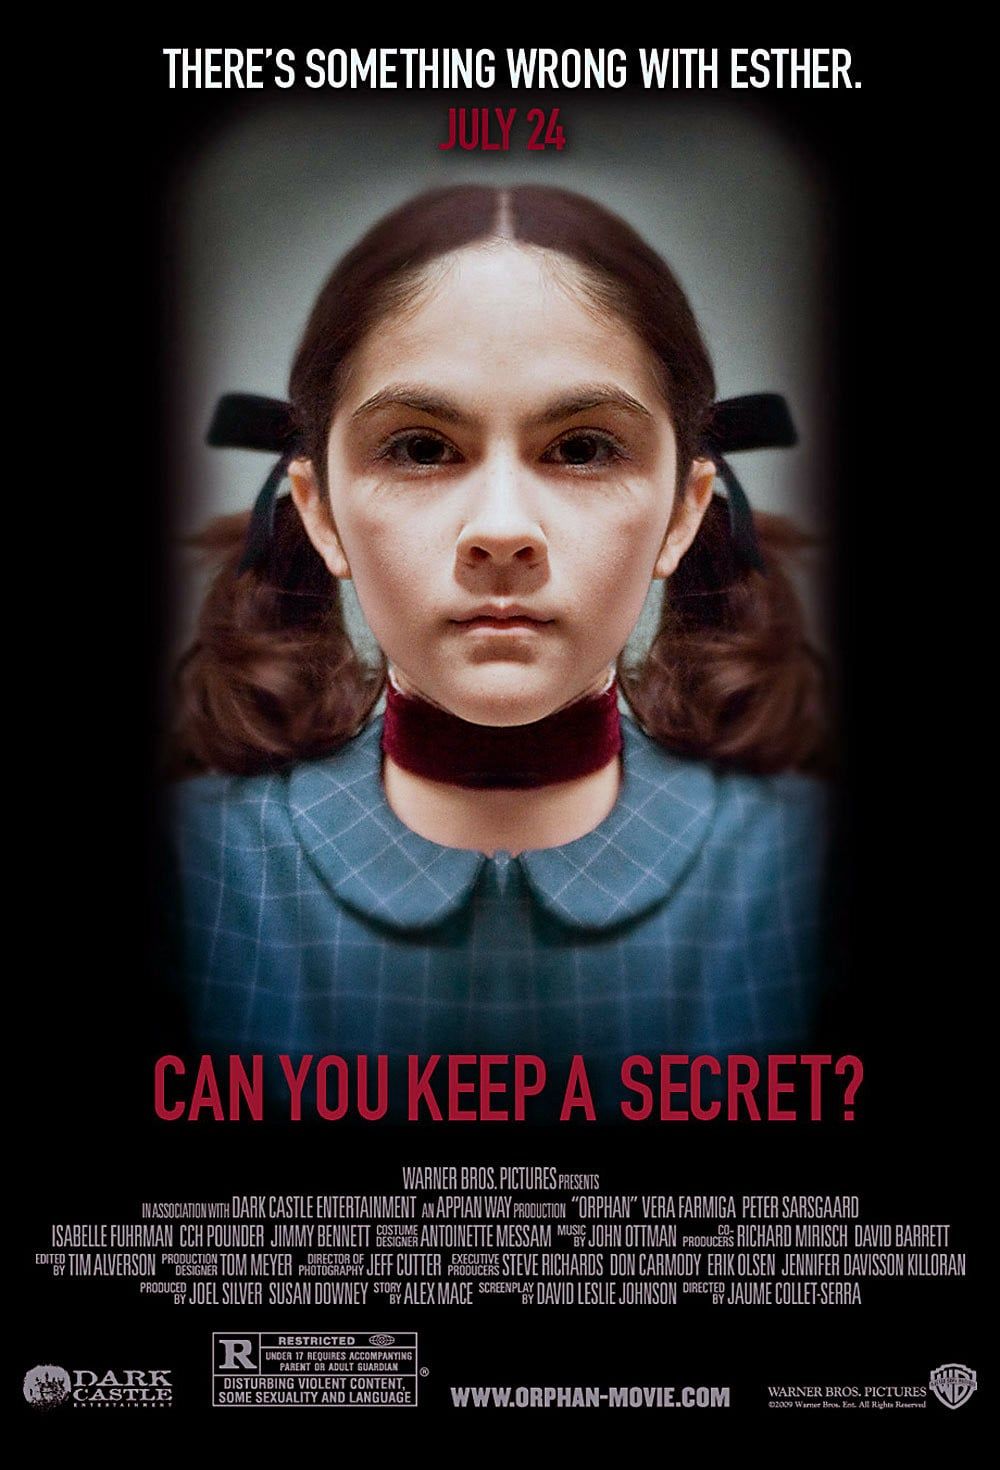 THERE'S SOMETHING WRONG WITH ESTHER.
JULY 24
CAN YOU KEEP A SECRET?
WARNER BROS. PICTURES PRESENTS
IN ASSOCIATION WITH DARK CASTLE ENTERTAINMENT AN APPIAN WAY PRODUCTION "ORPHAN" VERA FARMIGA PETER SARSGAARD
ISABELLE FUHRMAN CCH POUNDER JIMMY BENNETT COSTUME DESIGNER ANTOINETTE MESSAM MUSIC BY JOHN OTTMAN CO-PRODUCERS RICHARD MIRISCH DAVID BARRETT
EDITED BY TIM ALVERSON PRODUCTION DESIGNER TOM MEYER DIRECTOR OF PHOTOGRAPHY JEFF CUTTER EXECUTIVE PRODUCERS STEVE RICHARDS DON CARMODY ERIK OLSEN JENNIFER DAVISSON KILLORAN
PRODUCED BY JOEL SILVER SUSAN DOWNEY STORY BY ALEX MACE SCREENPLAY BY DAVID LESLIE JOHNSON DIRECTED BY JAUME COLLET-SERRA
DARK
CASTLE
ENTERTAINMENT
R
RESTRICTED
UNDER 17 REQUIRES ACCOMPANYING
PARENT OR ADULT GUARDIAN
®
DISTURBING VIOLENT CONTENT,
SOME SEXUALITY AND LANGUAGE
WWW.ORPHAN-MOVIE.COM
WARNER BROS. PICTURES
©2009 Warner Bros. Ent. All Rights Reserved
WB